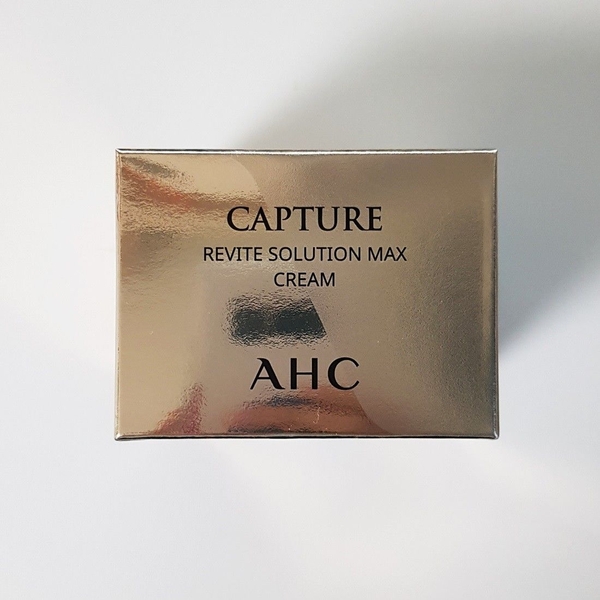 CAPTURE
REVITE SOLUTION MAX
CREAM
AHC